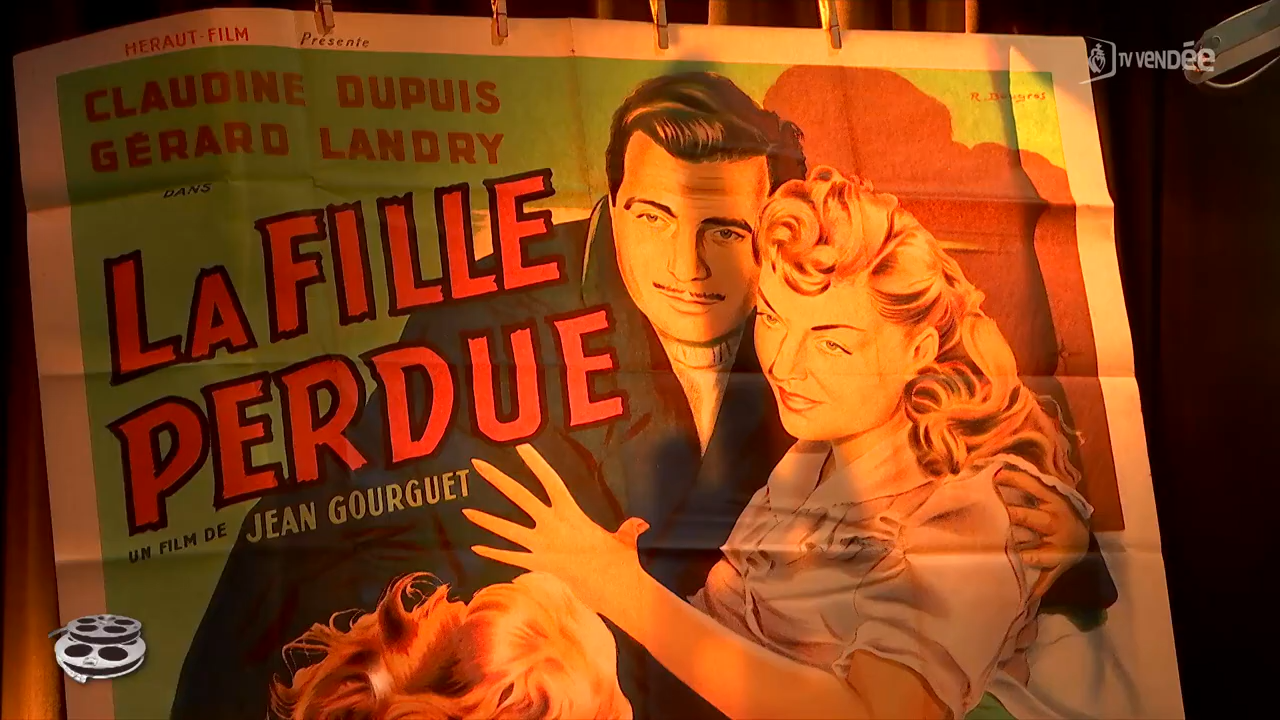 HERAUT-FILM Présente
CLAUDINE DUPUIS
GÉRARD LANDRY
DANS
LA FILLE
PERDUE
UN FILM DE JEAN GOURGUET
TV VENDÉE